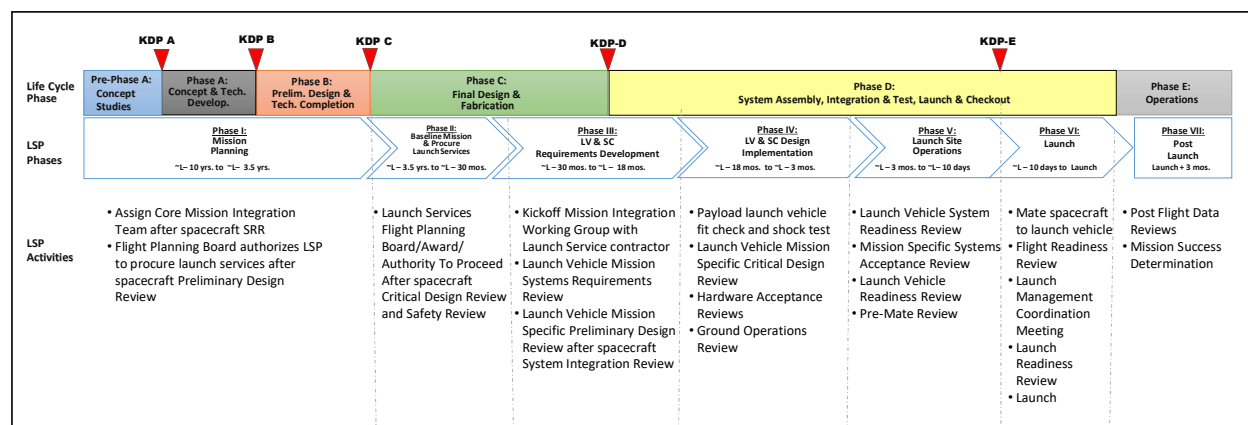 KDP A
KDP B
KDP C
KDP-D
KDP-E
Life Cycle
Phase
Pre-Phase A:
Concept
Studies
Phase A:
Concept & Tech.
Develop.
Phase B:
Prelim. Design &
Tech. Completion
Phase C:
Final Design &
Fabrication
Phase D:
System Assembly, Integration & Test, Launch & Checkout
Phase E:
Operations
LSP
Phases
Phase I:
Mission
Planning
~L– 10 yrs. to ~L– 3.5 yrs.
Phase II:
Baseline Mission
& Procure
Launch Services
~L – 3.5 yrs. to ~L – 30 mos.
Phase III:
LV & SC
Requirements Development
~L – 30 mos. to ~L – 18 mos.
Phase IV:
LV & SC Design
Implementation
~L – 18 mos. to ~L – 3 mos.
Phase V:
Launch Site
Operations
~L – 3 mos. to ~L – 10 days
Phase VI:
Launch
~L – 10 days to Launch
Phase VII:
Post
Launch
Launch + 3 mos.
LSP
Activities
• Assign Core Mission Integration
Team after spacecraft SRR
• Flight Planning Board authorizes LSP
to procure launch services after
spacecraft Preliminary Design
Review
• Launch Services
Flight Planning
Board/Award/
Authority To Proceed
After spacecraft
Critical Design Review
and Safety Review
• Kickoff Mission Integration
Working Group with
Launch Service contractor
• Launch Vehicle Mission
Systems Requirements
Review
• Launch Vehicle Mission
Specific Preliminary Design
Review after spacecraft
System Integration Review
• Payload launch vehicle
fit check and shock test
• Launch Vehicle Mission
Specific Critical Design
Review
• Hardware Acceptance
Reviews
• Ground Operations
Review
• Launch Vehicle System
Readiness Review
• Mission Specific Systems
Acceptance Review
• Launch Vehicle
Readiness Review
• Pre-Mate Review
• Mate spacecraft
to launch vehicle
• Flight Readiness
Review
• Launch
Management
Coordination
Meeting
• Launch
Readiness
Review
• Launch
• Post Flight Data
Reviews
• Mission Success
Determination